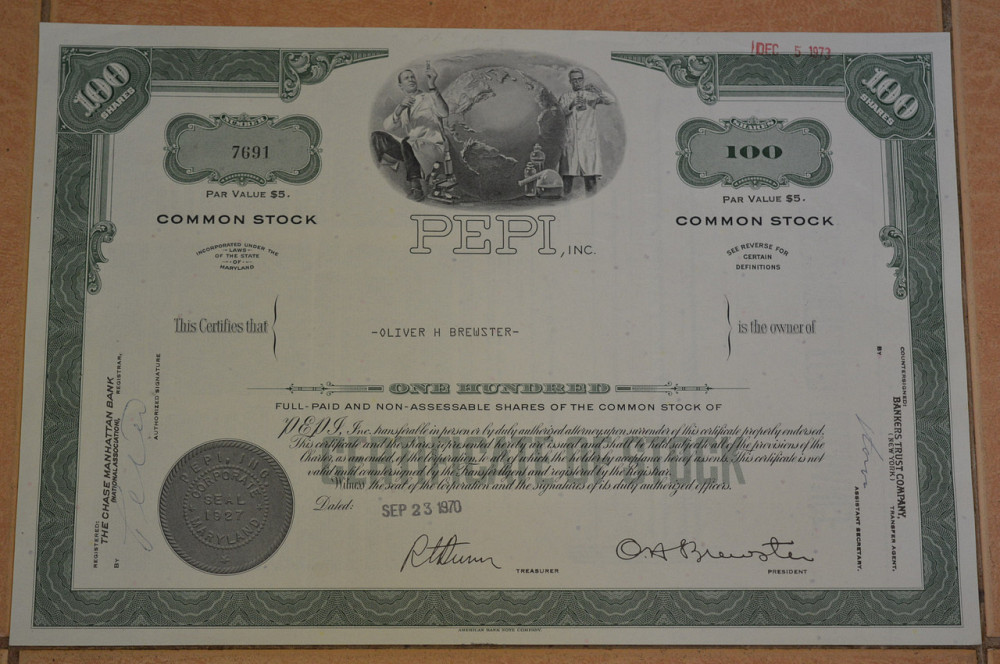 DEC 5 1973
100 SHARES
100 SHARES
NUMBER
7691
SHARES
100
PAR VALUE $5.
PAR VALUE $5.
COMMON STOCK
COMMON STOCK
PEPI, INC.
INCORPORATED UNDER THE
LAWS
OF THE STATE
OF
MARYLAND
SEE REVERSE FOR
CERTAIN
DEFINITIONS
This Certifies that
-OLIVER H BREWSTER-
is the owner of
ONE HUNDRED
FULL-PAID AND NON-ASSESSABLE SHARES OF THE COMMON STOCK OF
P.E.P.I., Inc. transferable in person or by duly authorized attorney upon surrender of this certificate properly endorsed.
This certificate and the shares represented hereby are issued and shall be held subject to all of the provisions of the
Charter, as amended, of the Corporation, to all of which the holder by acceptance hereof assents. This certificate is not
valid until countersigned by the Transfer Agent and registered by the Registrar.
Witness the seal of the Corporation and the signatures of its duly authorized officers.
Dated:
SEP 23 1970
TREASURER
O H Brewster
PRESIDENT
CORPORATE
SEAL
1927
MARYLAND
REGISTERED:
THE CHASE MANHATTAN BANK
(NATIONAL ASSOCIATION),
REGISTRAR,
BY
AUTHORIZED SIGNATURE
COUNTERSIGNED:
BANKERS TRUST COMPANY,
(NEW YORK)
TRANSFER AGENT,
BY:
ASSISTANT SECRETARY.
AMERICAN BANK NOTE COMPANY.